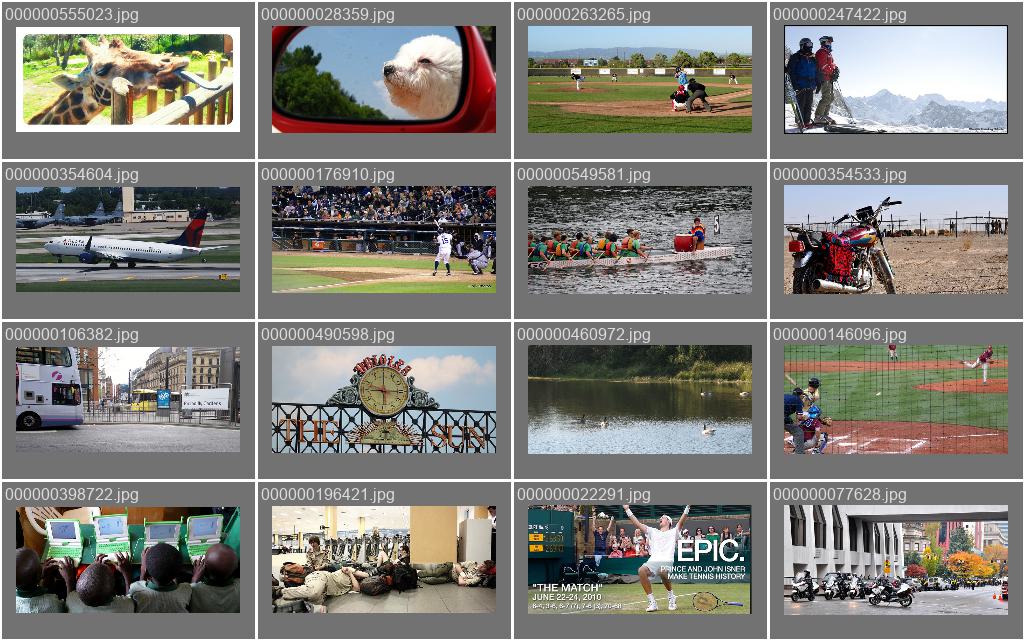 000000555023.jpg
000000028359.jpg
000000263265.jpg
000000247422.jpg
000000354604.jpg
000000176910.jpg
000000549581.jpg
000000354533.jpg
000000106382.jpg
000000490598.jpg
000000460972.jpg
000000146096.jpg
Piccadilly Gardens
THE SUN
000000398722.jpg
000000196421.jpg
000000022291.jpg
000000077628.jpg
EPIC.
PRINCE AND JOHN ISNER
MAKE TENNIS HISTORY
"THE MATCH"
JUNE 22-24, 2010